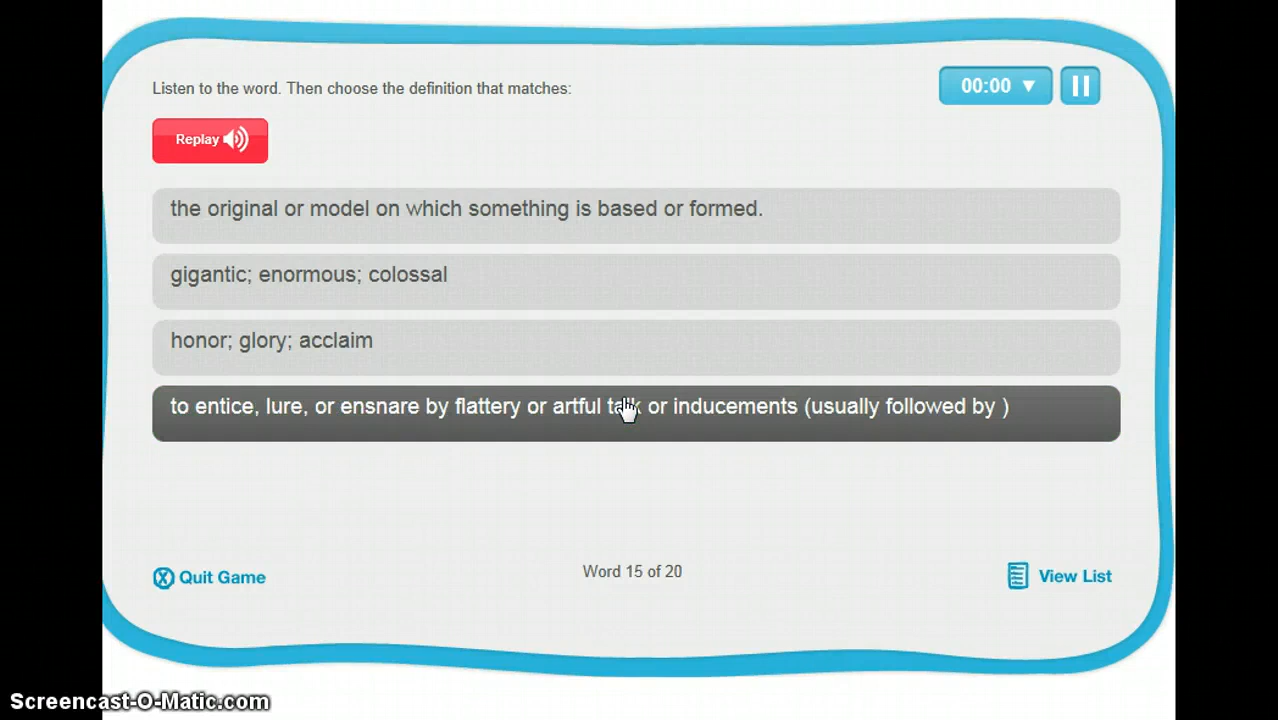 Listen to the word. Then choose the definition that matches:
00:00
Replay
the original or model on which something is based or formed.
gigantic; enormous; colossal
honor; glory; acclaim
to entice, lure, or ensnare by flattery or artful talk or inducements (usually followed by )
Quit Game
Word 15 of 20
View List
Screencast-O-Matic.com